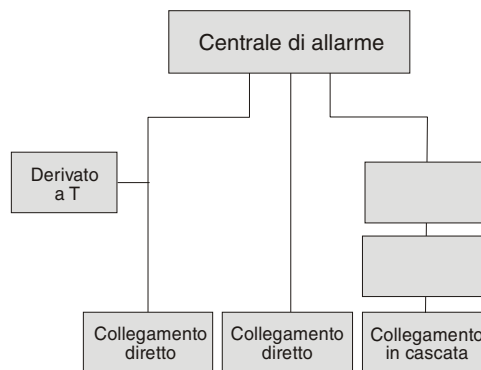 Centrale di allarme
Derivato
a T
Collegamento
diretto
Collegamento
diretto
Collegamento
in cascata